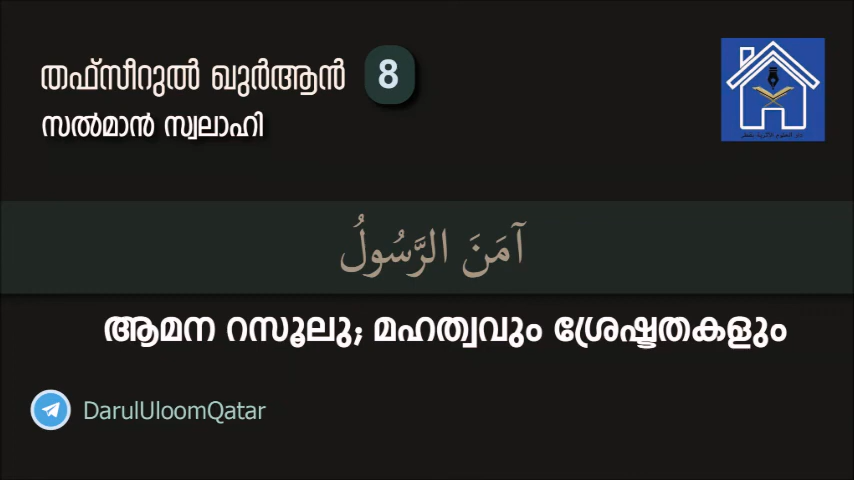 തഫ്സീറുൽ ഖുർആൻ 8
സൽമാൻ സ്വലാഹി
آمَنَ الرَّسُولُ
ആമന റസൂലു; മഹത്വവും ശ്രേഷ്ഠതകളും
DarulUloomQatar